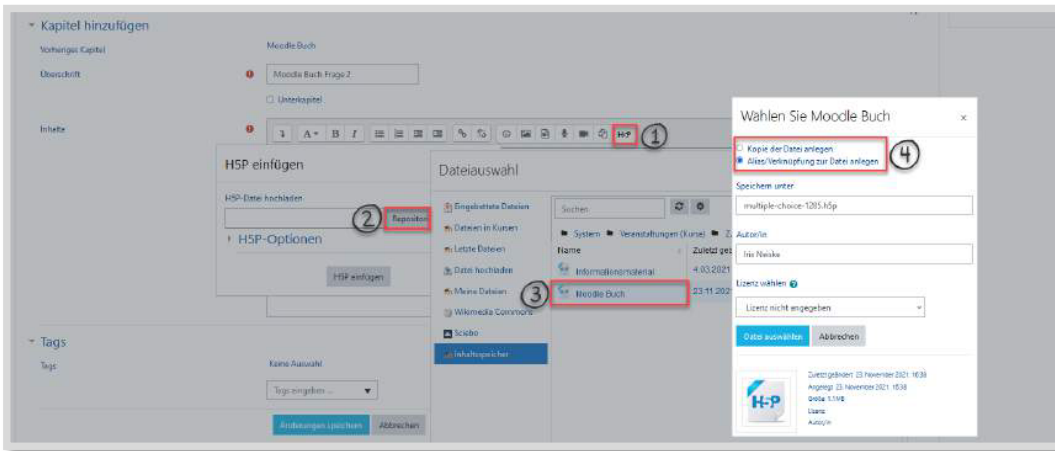 Kapitel hinzufügen
Vorheriges Kapitel
Moodle Buch
Überschrift
Moodle Buch Frage 2
Unterkapitel
Inhalte
A
B
I
H5P
1
H5P einfügen
H5P-Datei hochladen
2
Repositor
H5P-Optionen
H5P einfügen
Dateiauswahl
Eingebettete Dateien
Dateien in Kursen
Letzte Dateien
Datei hochladen
Meine Dateien
Wikimedia Commons
Sciebo
Inhaltsspeicher
Suchen
System
Veranstaltungen (Kurse)
Name
Zuletzt geä
Informationsmaterial
4.03.2021
3
Moodle Buch
23.11.202
Wählen Sie Moodle Buch
×
Kopie der Datei anlegen
Alias/Verknüpfung zur Datei anlegen
4
Speichern unter
multiple-choice-1285.h5p
Autor/in
Lizenz wählen
Lizenz nicht angegeben
Datei auswählen
Abbrechen
H-P
Zuletzt geändert: 23. November 2021, 16:38
Angelegt: 23. November 2021, 16:38
Größe: 1.1MB
Lizenz:
Autor/in
Tags
Tags
Keine Auswahl
Tags eingeben ...
Änderungen speichern
Abbrechen